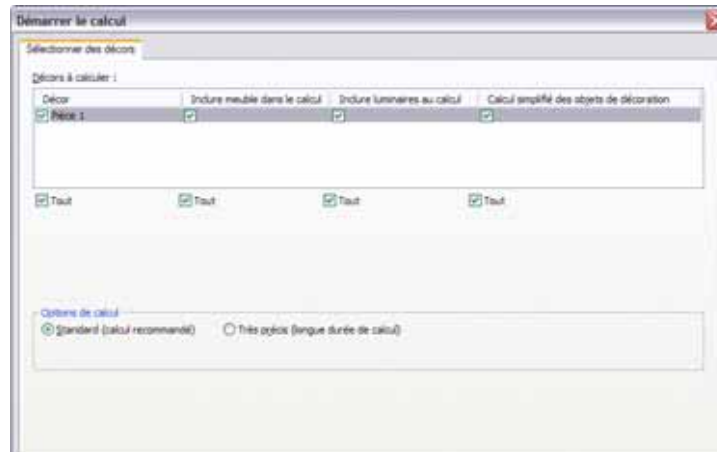 Démarrer le calcul
Sélectionner des décors
Décors à calculer :
Décor Inclure meuble dans le calcul Inclure luminaires au calcul Calcul simplifié des objets de décoration
Pièce 1
Tout Tout Tout Tout
Options de calcul
Standard (calcul recommandé) Très précis (longue durée de calcul)